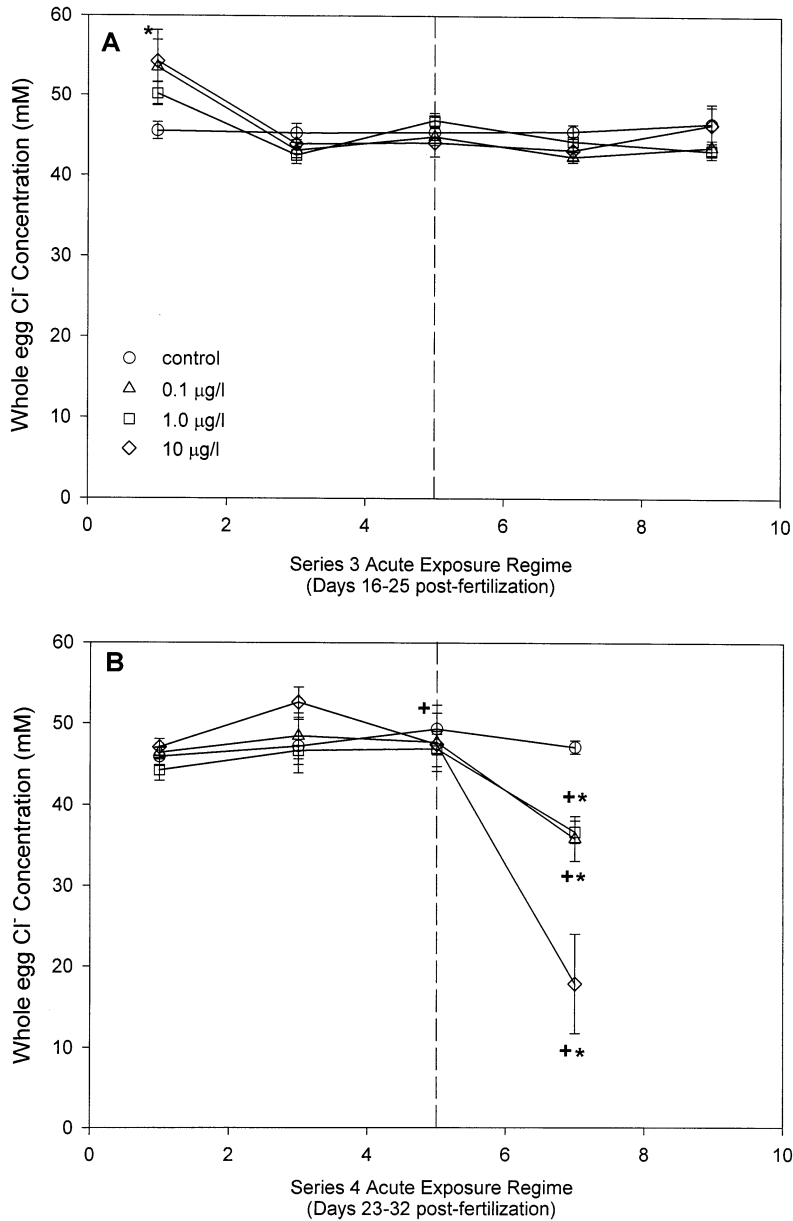 60
A
*
50
40
30
20
10
0
Whole egg Cl⁻ Concentration (mM)
control
0.1 μg/l
1.0 μg/l
10 μg/l
0 2 4 6 8 10
Series 3 Acute Exposure Regime
(Days 16-25 post-fertilization)
60
B
50
40
30
20
10
0
Whole egg Cl⁻ Concentration (mM)
+
+*
+*
+*
0 2 4 6 8 10
Series 4 Acute Exposure Regime
(Days 23-32 post-fertilization)